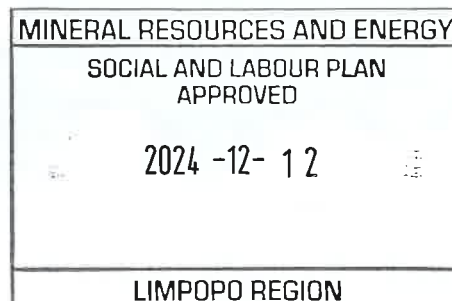 MINERAL RESOURCES AND ENERGY
SOCIAL AND LABOUR PLAN
APPROVED
2024 -12- 12
LIMPOPO REGION